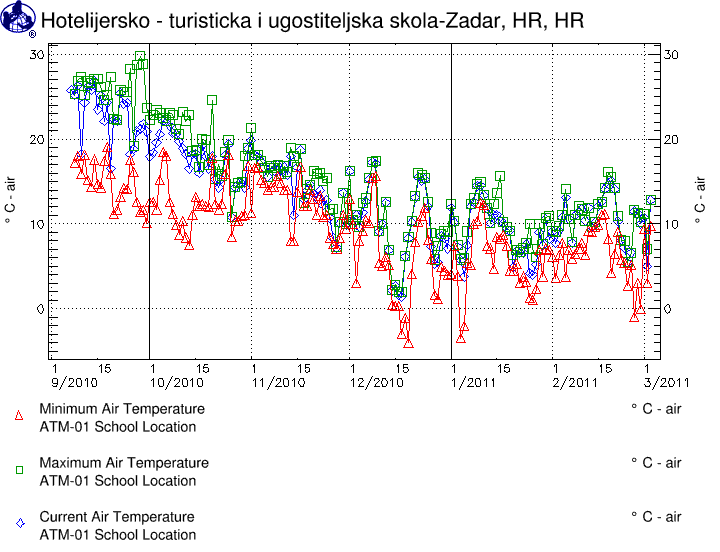 Hotelijersko - turisticka i ugostiteljska skola-Zadar, HR, HR
®
30 30
20 20
10 10
0 0
° C - air
° C - air
1 15 1 15 1 15 1 15 1 15 1 15 1
9/2010 10/2010 11/2010 12/2010 1/2011 2/2011 3/2011
Minimum Air Temperature ° C - air
ATM-01 School Location
Maximum Air Temperature ° C - air
ATM-01 School Location
Current Air Temperature ° C - air
ATM-01 School Location